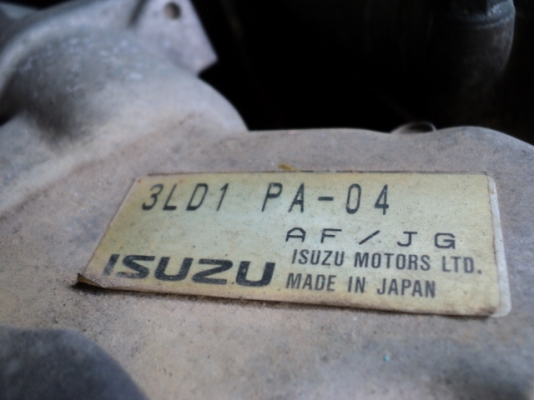 3LD1 PA-04
AF/JG
ISUZU MOTORS LTD.
ISUZU MADE IN JAPAN